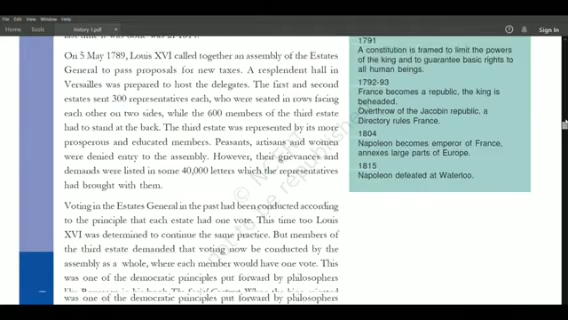 File Edit View Window Help
Home Tools history 1.pdf × Sign In
On 5 May 1789, Louis XVI called together an assembly of the Estates
General to pass proposals for new taxes. A resplendent hall in
Versailles was prepared to host the delegates. The first and second
estates sent 300 representatives each, who were seated in rows facing
each other on two sides, while the 600 members of the third estate
had to stand at the back. The third estate was represented by its more
prosperous and educated members. Peasants, artisans and women
were denied entry to the assembly. However, their grievances and
demands were listed in some 40,000 letters which the representatives
had brought with them.
Voting in the Estates General in the past had been conducted according
to the principle that each estate had one vote. This time too Louis
XVI was determined to continue the same practice. But members of
the third estate demanded that voting now be conducted by the
assembly as a whole, where each member would have one vote. This
was one of the democratic principles put forward by philosophers
was one of the democratic principles put forward by philosophers
1791
A constitution is framed to limit the powers
of the king and to guarantee basic rights to
all human beings.
1792-93
France becomes a republic, the king is
beheaded.
Overthrow of the Jacobin republic, a
Directory rules France.
1804
Napoleon becomes emperor of France,
annexes large parts of Europe.
1815
Napoleon defeated at Waterloo.